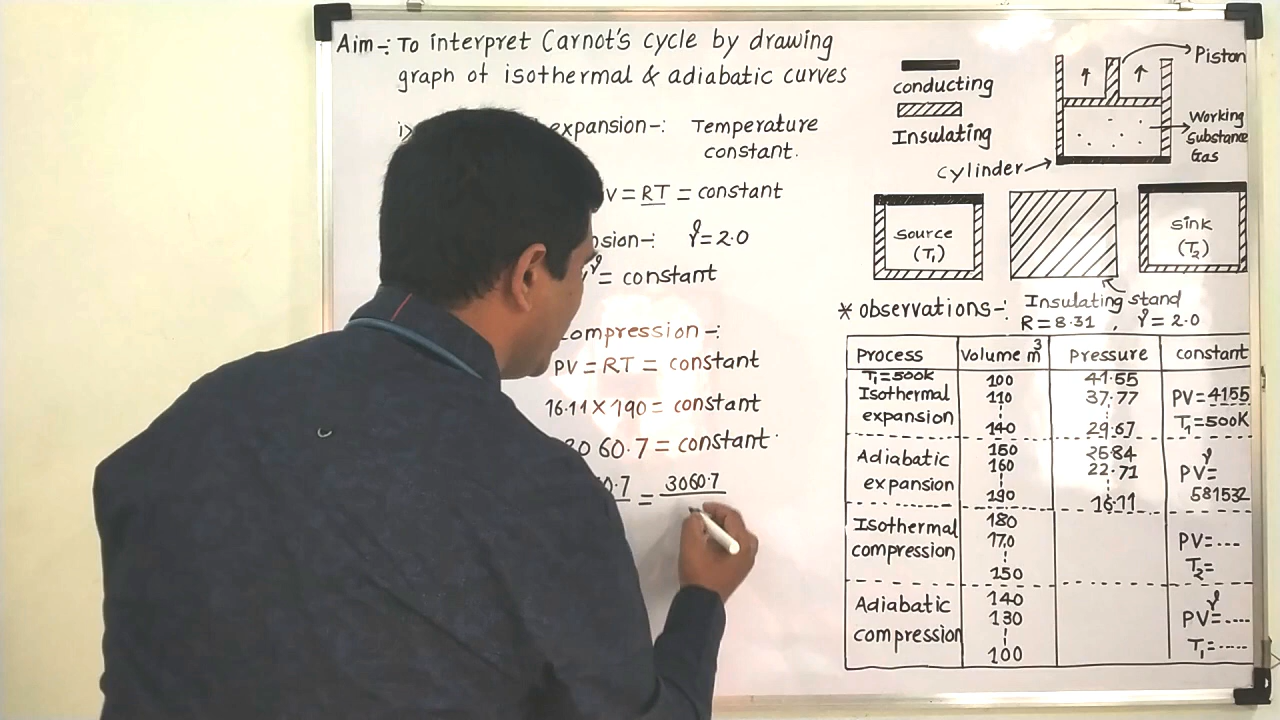 Aim-: To interpret Carnot's cycle by drawing
graph of isothermal & adiabatic curves
i>
expansion-: Temperature
constant.
V = RT = constant
nsion-: γ=2.0
γ = constant
compression-:
PV = RT = constant
16.11 X 190 = constant
3060.7 = constant.
0.7 = 3060.7
conducting
Insulating
Piston
Working
Substance
Gas
cylinder
source
(T1)
sink
(T2)
Insulating stand
* observations-:
R = 8.31 , γ = 2.0
Process Volume m³ Pressure constant
T1=500K 100 41.55
Isothermal 110 37.77 PV=4155
expansion 140 29.67 T1=500K
Adiabatic 150 25.84 PVγ=
160 22.71
expansion 190 16.11 581532
Isothermal 180
compression 170 PV=---
150 T2=
Adiabatic 140 PVγ=----
compression 130
100 T1=-----